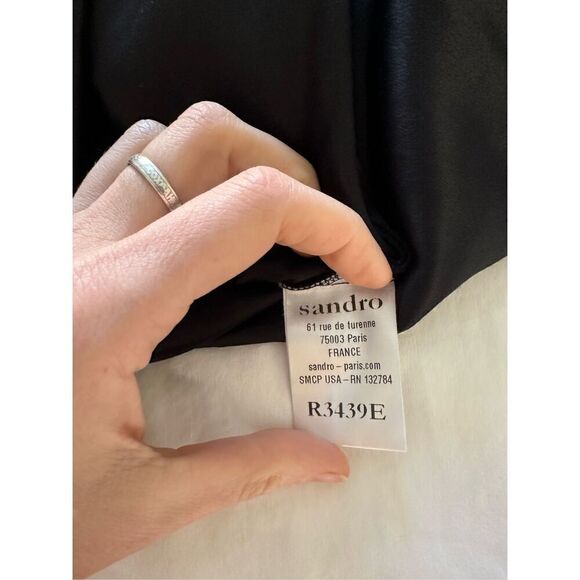 sandro
61 rue de turenne
75003 Paris
FRANCE
sandro – paris.com
SMCP USA – RN 132784
R3439E